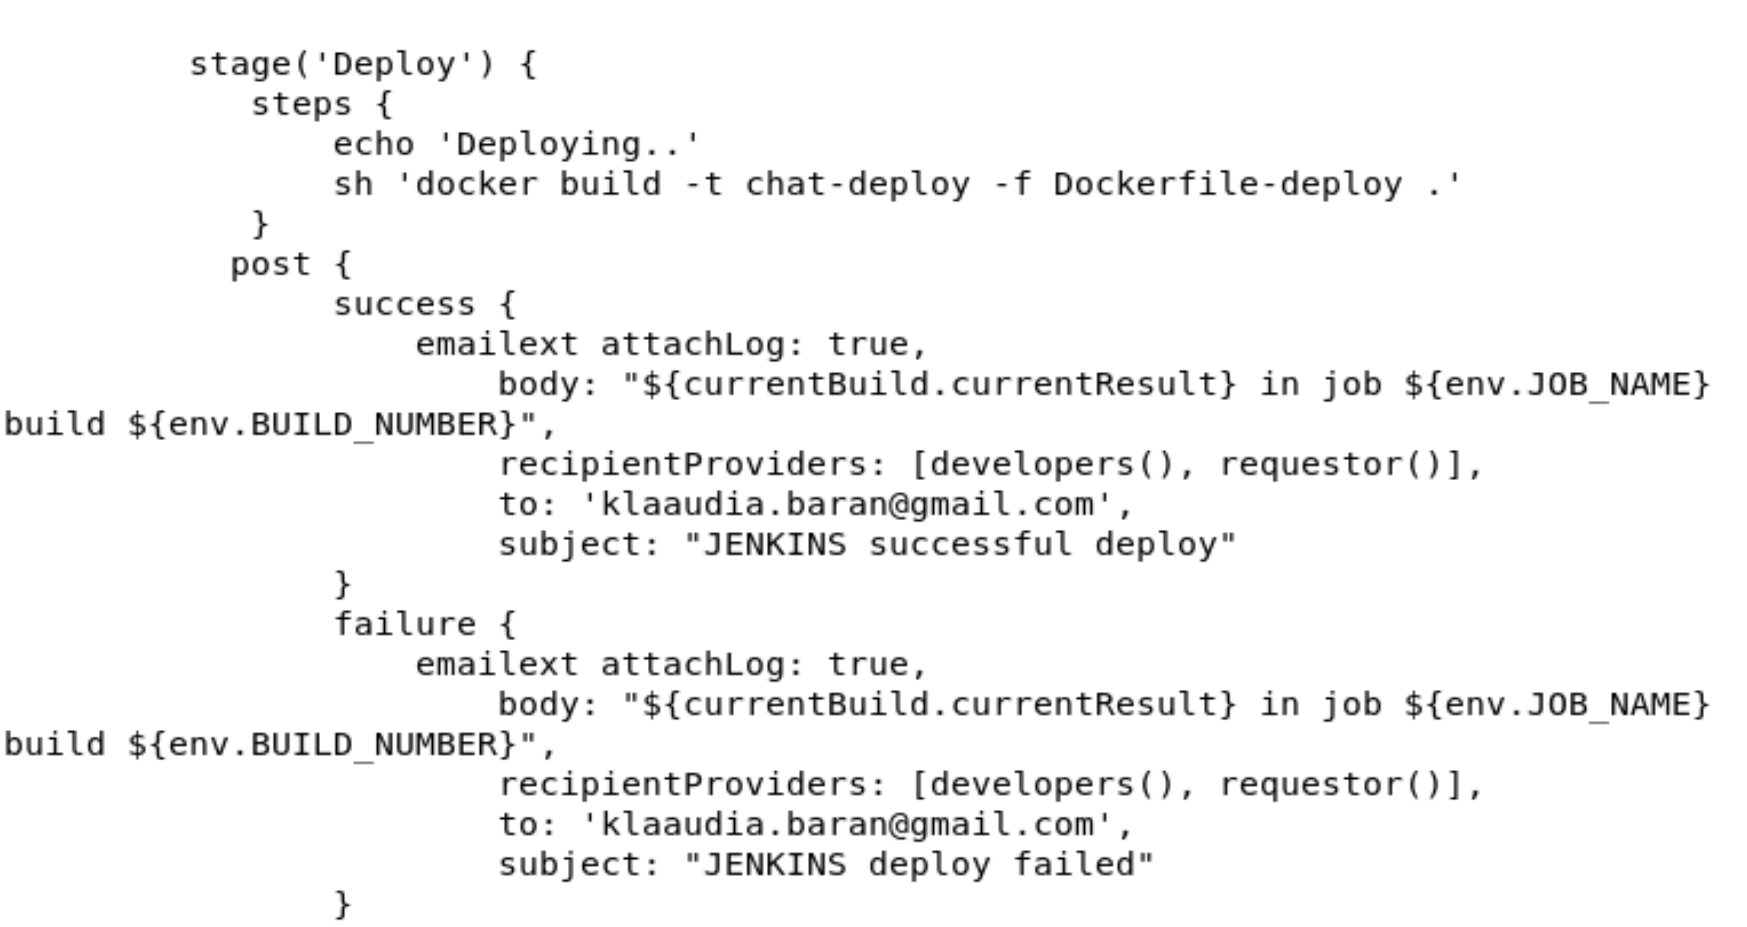 stage('Deploy') {
steps {
echo 'Deploying..'
sh 'docker build -t chat-deploy -f Dockerfile-deploy .'
}
post {
success {
emailext attachLog: true,
body: "${currentBuild.currentResult} in job ${env.JOB_NAME}
build ${env.BUILD_NUMBER}",
recipientProviders: [developers(), requestor()],
to: 'klaaudia.baran@gmail.com',
subject: "JENKINS successful deploy"
}
failure {
emailext attachLog: true,
body: "${currentBuild.currentResult} in job ${env.JOB_NAME}
build ${env.BUILD_NUMBER}",
recipientProviders: [developers(), requestor()],
to: 'klaaudia.baran@gmail.com',
subject: "JENKINS deploy failed"
}